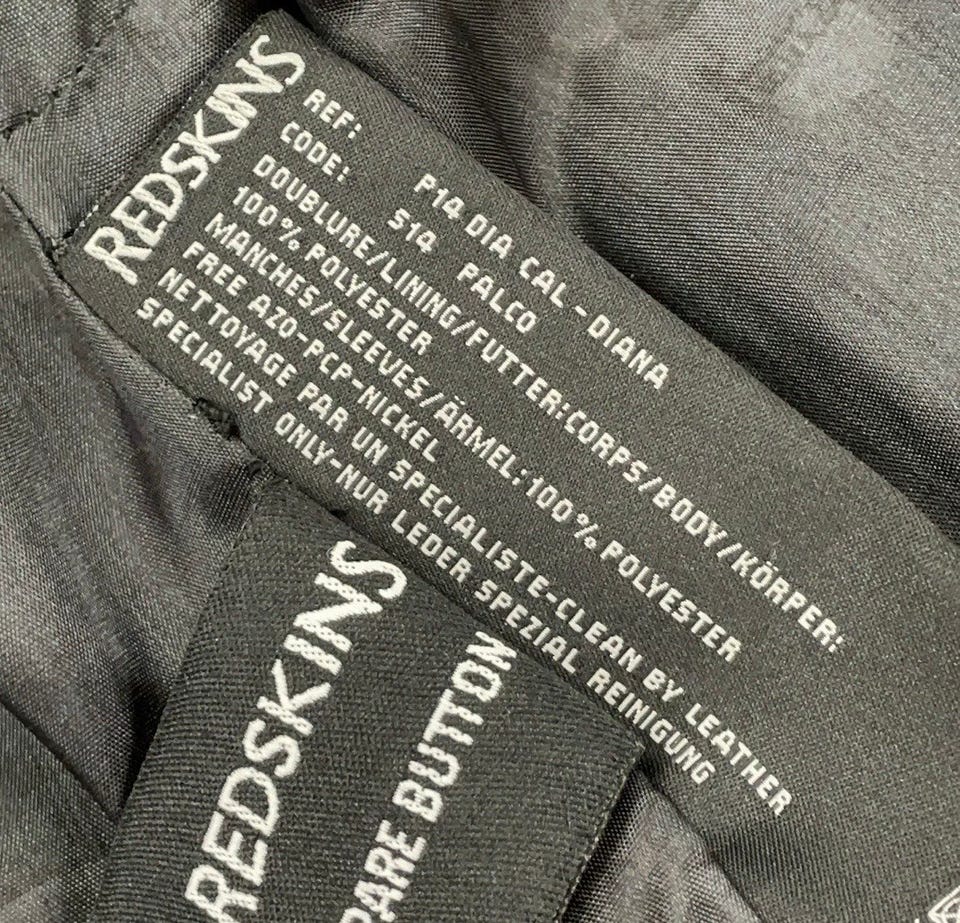 REDSKINS
REF: P14 DIA CAL - DIANA
CODE: S14 PALCO
DOUBLURE/LINING/FUTTER:CORPS/BODY/KÖRPER:
100% POLYESTER
MANCHES/SLEEVES/ÄRMEL:100% POLYESTER
FREE AZO-PCP-NICKEL
NETTOYAGE PAR UN SPECIALISTE-CLEAN BY LEATHER
SPECIALIST ONLY-NUR LEDER SPEZIAL REINIGUNG
REDSKINS
PARE BUTTON